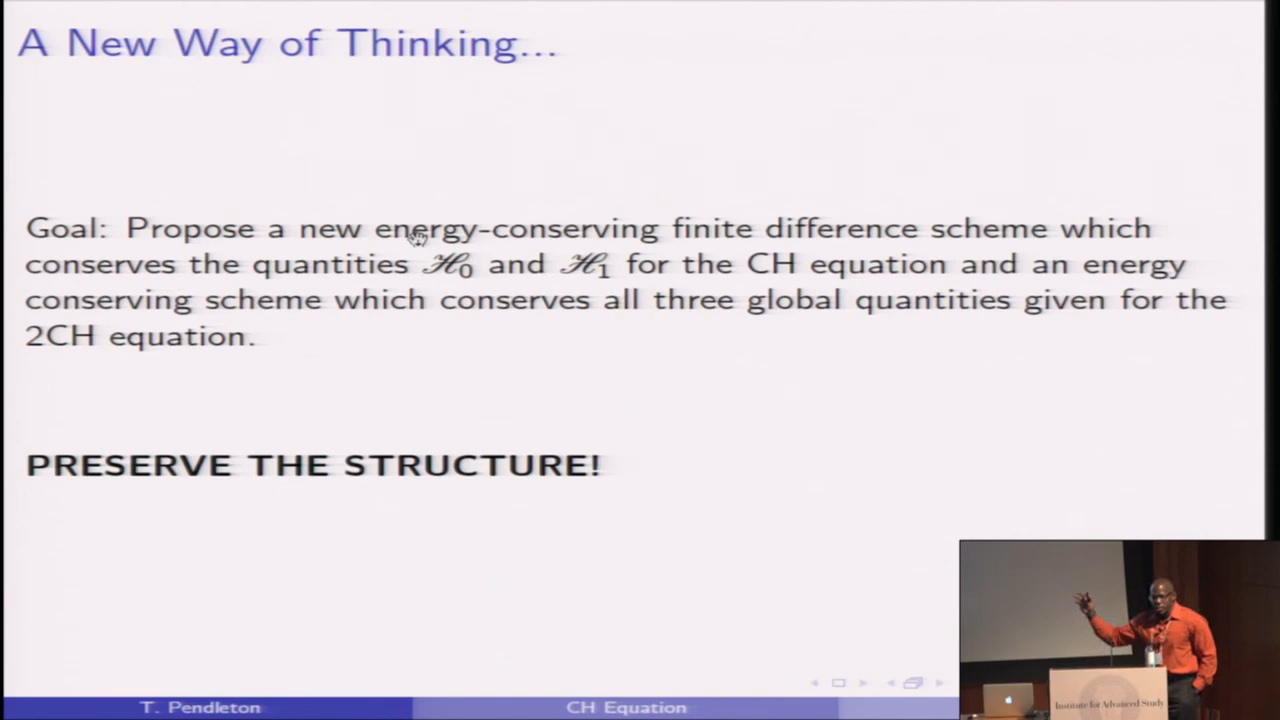 A New Way of Thinking...
Goal: Propose a new energy-conserving finite difference scheme which
conserves the quantities ℋ₀ and ℋ₁ for the CH equation and an energy
conserving scheme which conserves all three global quantities given for the
2CH equation.
PRESERVE THE STRUCTURE!
T. Pendleton
CH Equation
Institute for Advanced Study